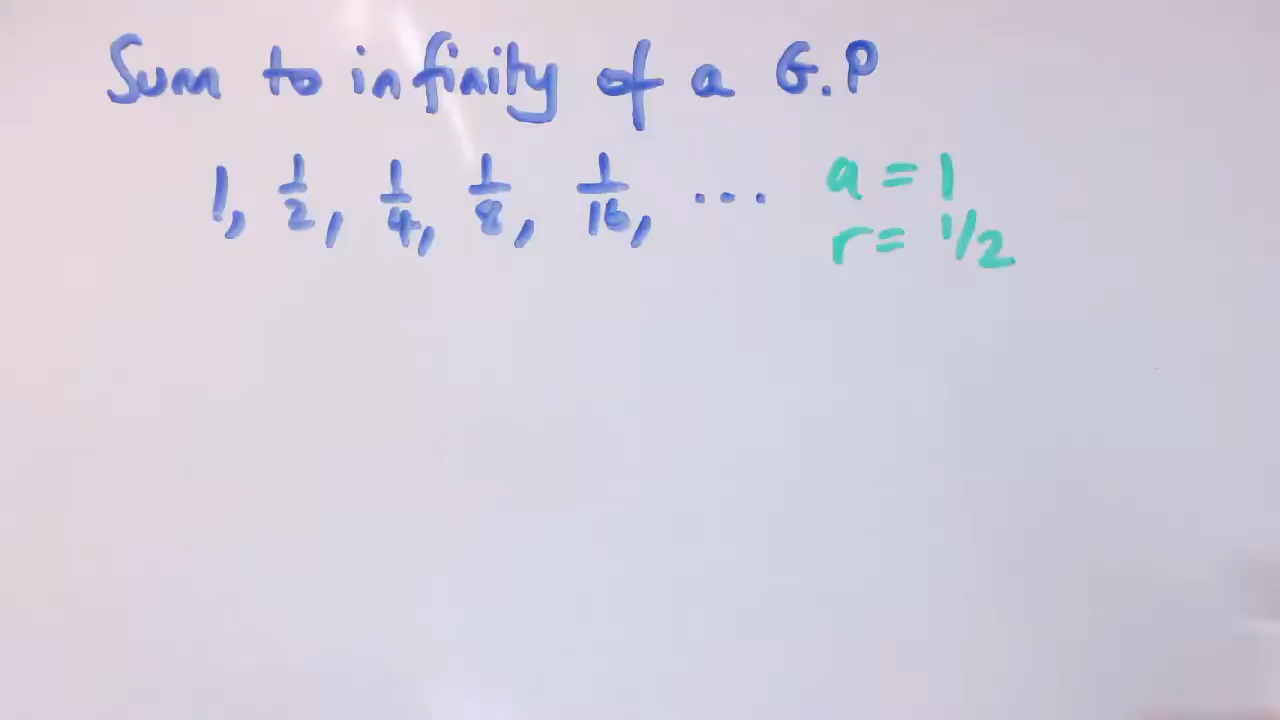 Sum to infinity of a G.P
1, 1/2, 1/4, 1/8, 1/16, ...
a = 1
r = 1/2